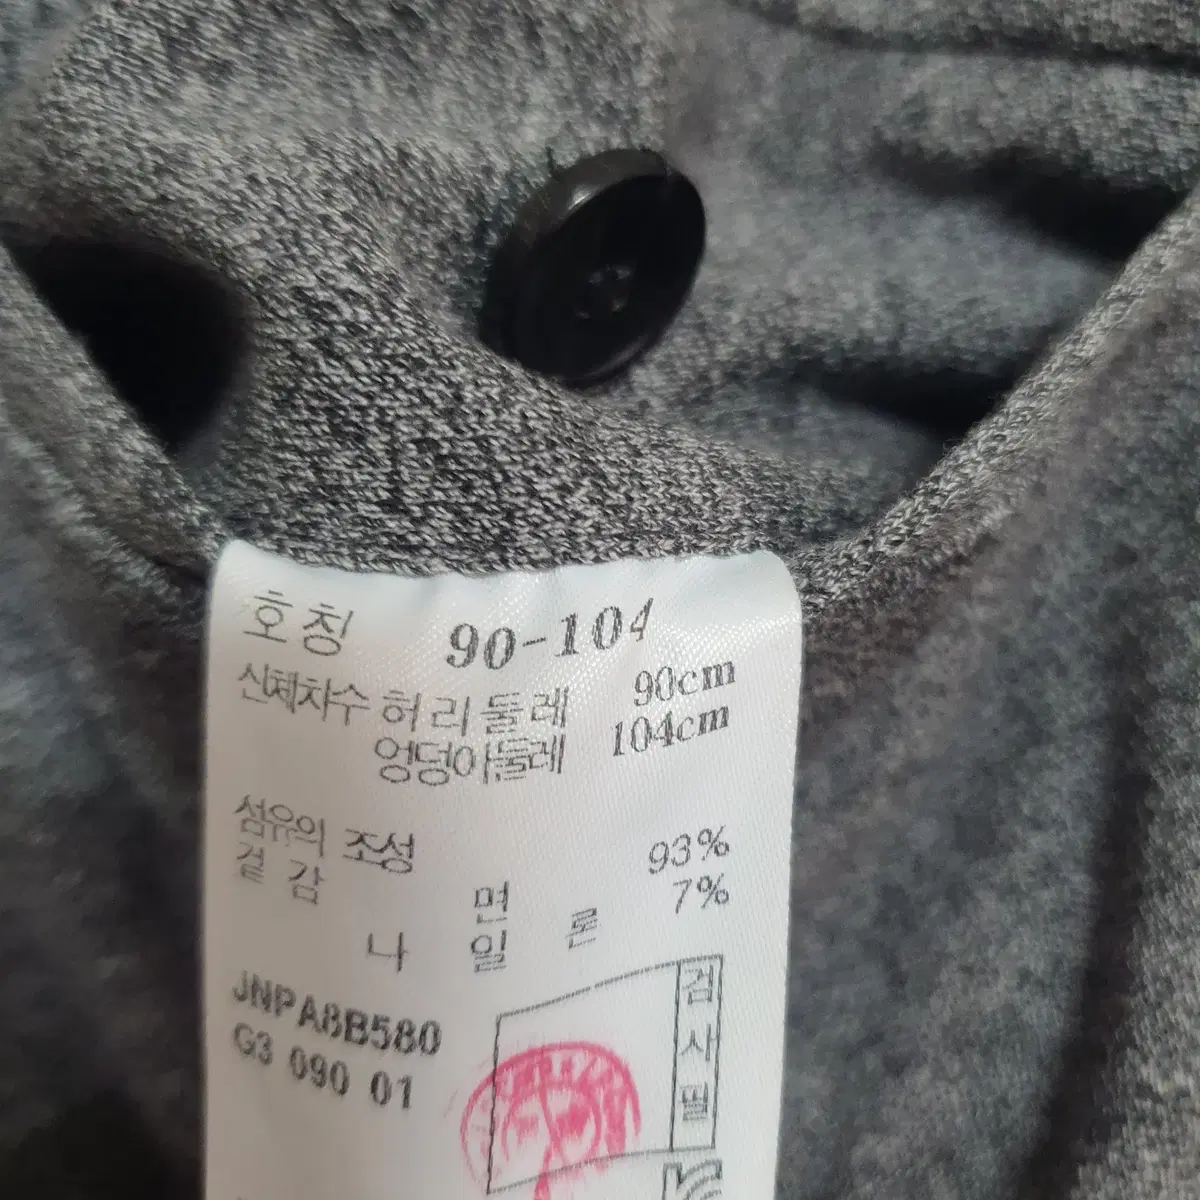 호칭 90-104
신체치수 허리둘레 90cm
엉덩이둘레 104cm
섬유의 조성
겉감 면 93%
나일론 7%
JNPA8B580
G3 090 01
검사필